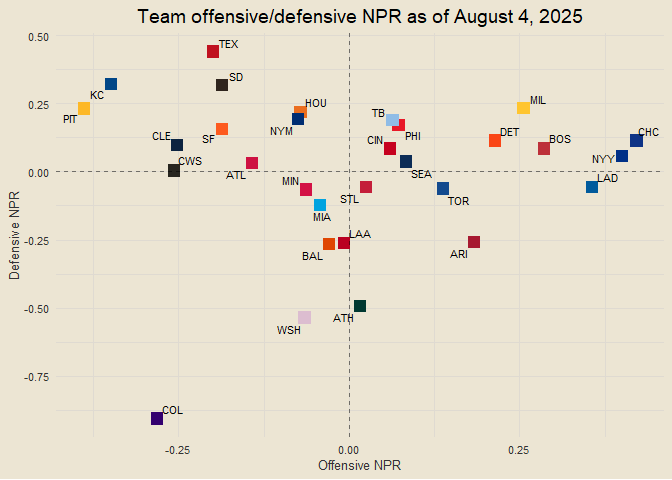 Team offensive/defensive NPR as of August 4, 2025
0.50
TEX
SD
KC
0.25
HOU
MIL
PIT
TB
NYM
SF
CLE
PHI
CIN
DET
BOS
CHC
CWS
NYY
0.00
ATL
SEA
MIN
LAD
STL
TOR
MIA
LAA
-0.25
BAL
ARI
Defensive NPR
-0.50
ATH
WSH
-0.75
COL
-0.25
0.00
0.25
Offensive NPR